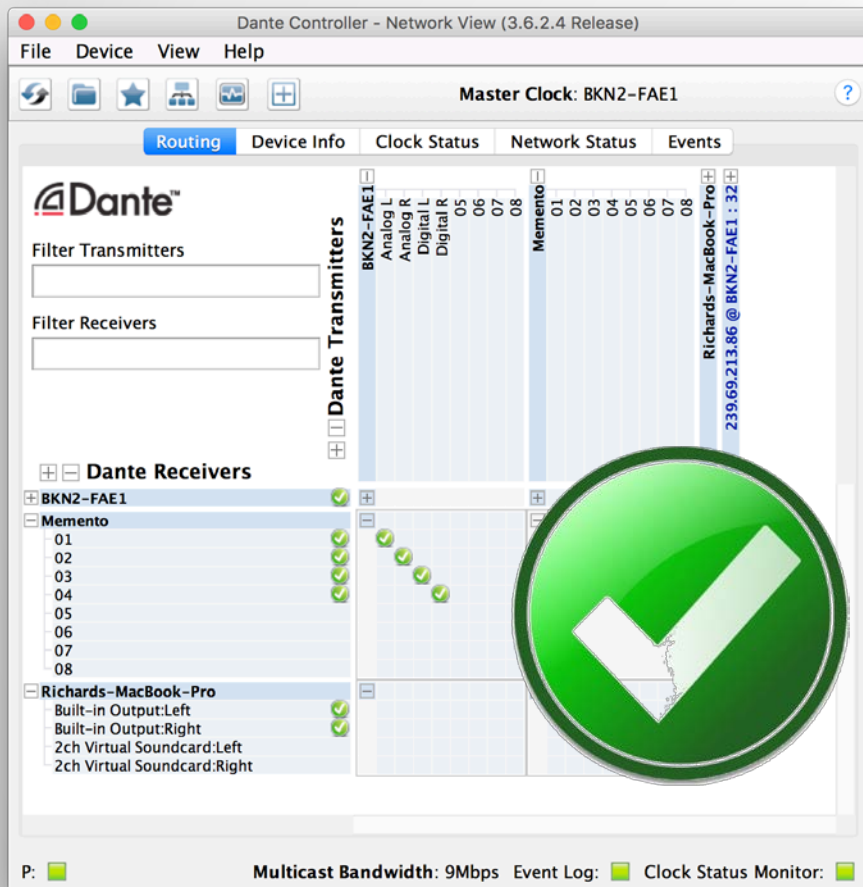 Dante Controller - Network View (3.6.2.4 Release)
File Device View Help
Master Clock: BKN2-FAE1
?
Routing Device Info Clock Status Network Status Events
Dante™
Filter Transmitters
Filter Receivers
Dante Transmitters
BKN2-FAE1
Analog L
Analog R
Digital L
Digital R
05
06
07
08
Memento
01
02
03
04
05
06
07
08
Richards-MacBook-Pro
239.69.213.86 @ BKN2-FAE1 : 32
Dante Receivers
BKN2-FAE1
Memento
01
02
03
04
05
06
07
08
Richards-MacBook-Pro
Built-in Output:Left
Built-in Output:Right
2ch Virtual Soundcard:Left
2ch Virtual Soundcard:Right
P: Multicast Bandwidth: 9Mbps Event Log: Clock Status Monitor: